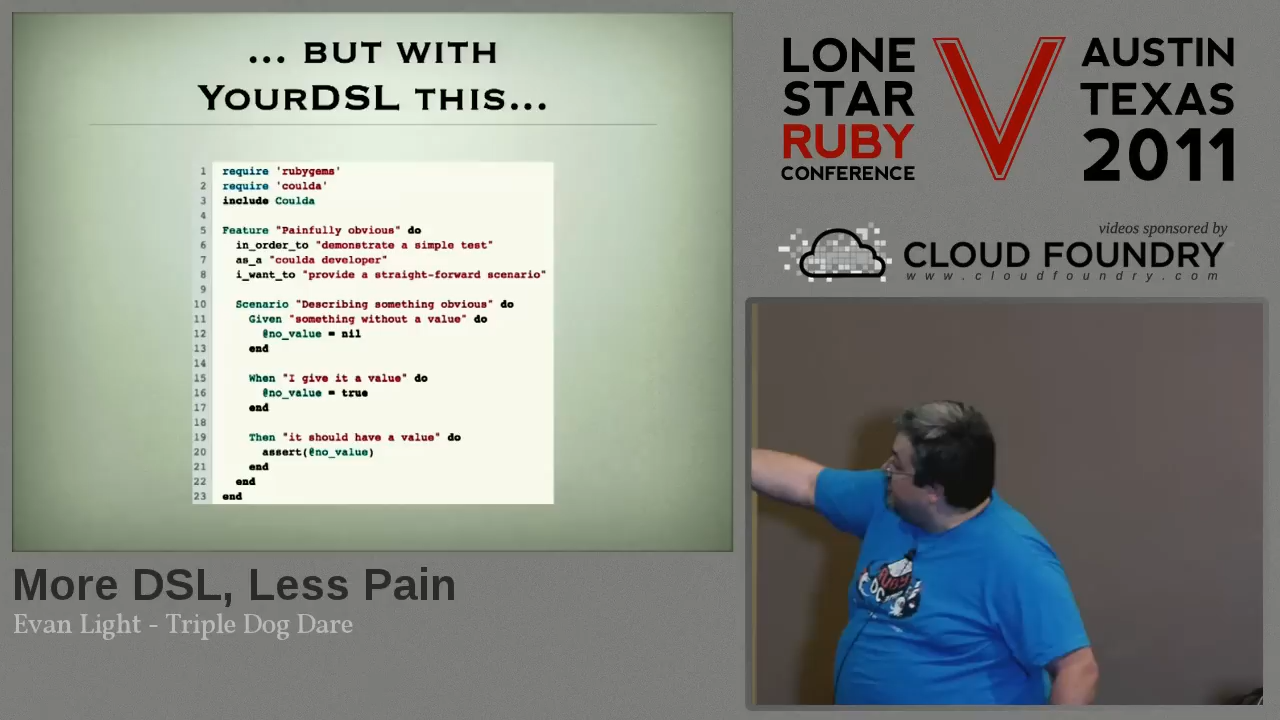 ... BUT WITH
YOURDSL THIS...
1 require 'rubygems'
2 require 'coulda'
3 include Coulda
4
5 Feature "Painfully obvious" do
6 in_order_to "demonstrate a simple test"
7 as_a "coulda developer"
8 i_want_to "provide a straight-forward scenario"
9
10 Scenario "Describing something obvious" do
11 Given "something without a value" do
12 @no_value = nil
13 end
14
15 When "I give it a value" do
16 @no_value = true
17 end
18
19 Then "it should have a value" do
20 assert(@no_value)
21 end
22 end
23 end
More DSL, Less Pain
Evan Light - Triple Dog Dare
LONE
STAR
RUBY
CONFERENCE
V
AUSTIN
TEXAS
2011
videos sponsored by
CLOUD FOUNDRY
www.cloudfoundry.com